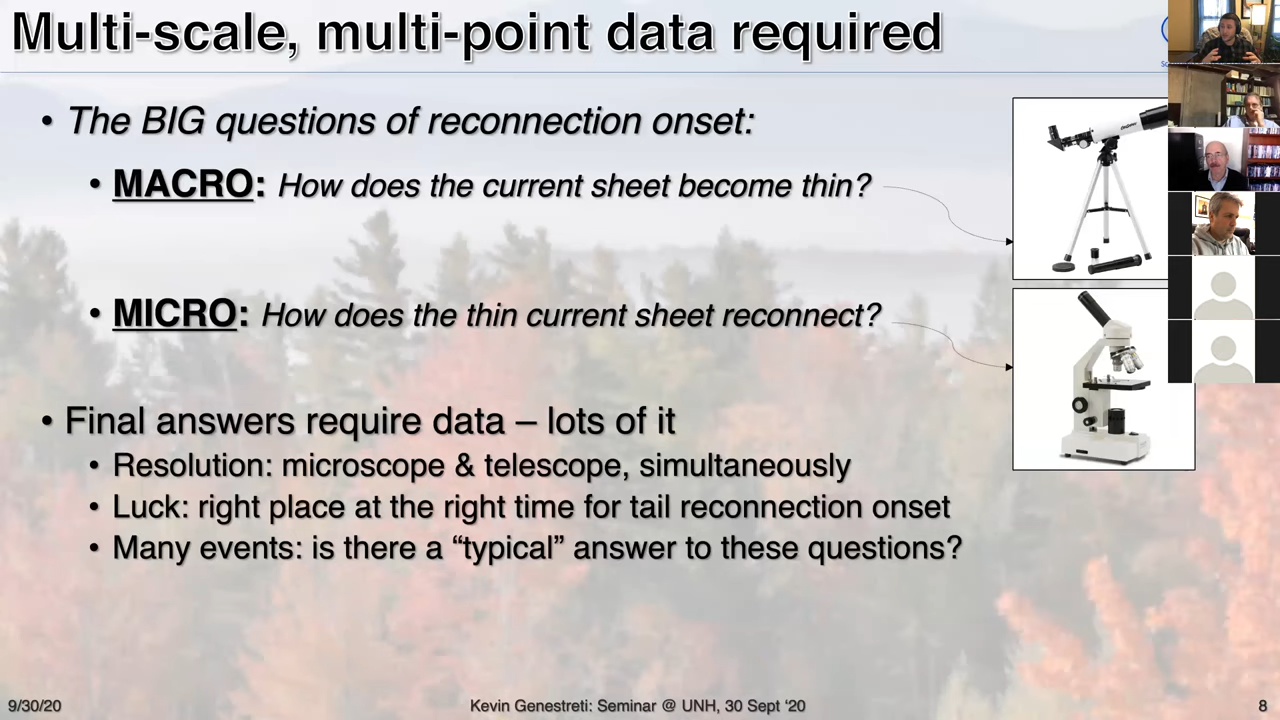 Multi-scale, multi-point data required
• The BIG questions of reconnection onset:
• MACRO: How does the current sheet become thin?
• MICRO: How does the thin current sheet reconnect?
• Final answers require data – lots of it
• Resolution: microscope & telescope, simultaneously
• Luck: right place at the right time for tail reconnection onset
• Many events: is there a “typical” answer to these questions?
9/30/20
Kevin Genestreti: Seminar @ UNH, 30 Sept ‘20
8